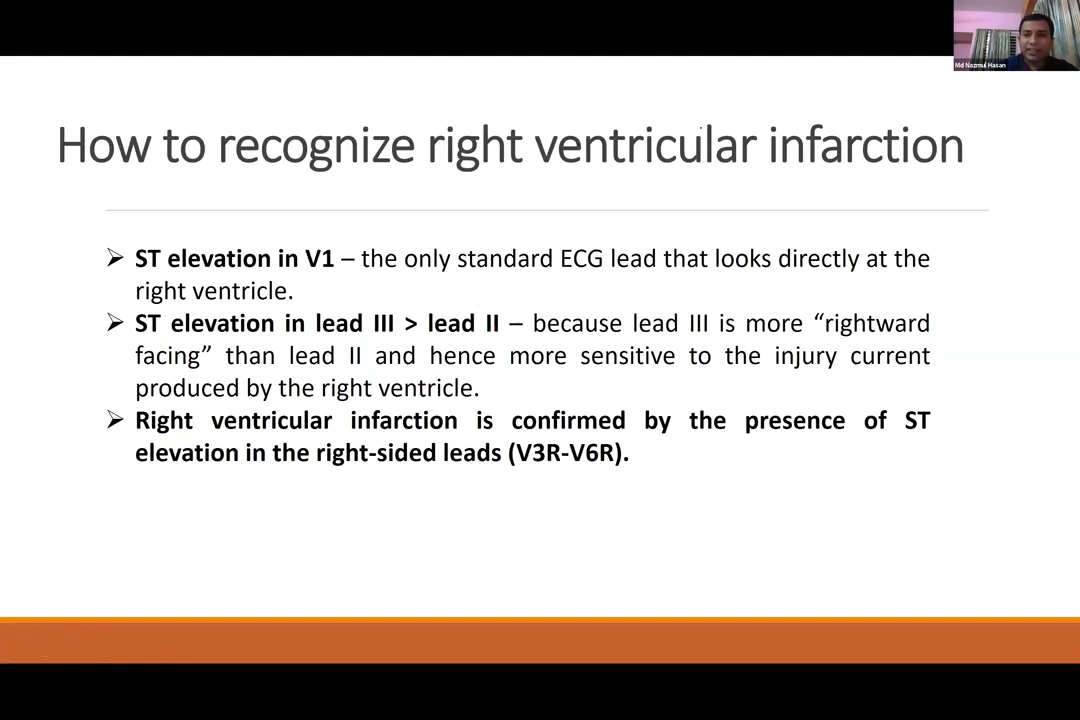 Md Nazmul Hasan
How to recognize right ventricular infarction
➢ ST elevation in V1 – the only standard ECG lead that looks directly at the
right ventricle.
➢ ST elevation in lead III > lead II – because lead III is more “rightward
facing” than lead II and hence more sensitive to the injury current
produced by the right ventricle.
➢ Right ventricular infarction is confirmed by the presence of ST
elevation in the right-sided leads (V3R-V6R).